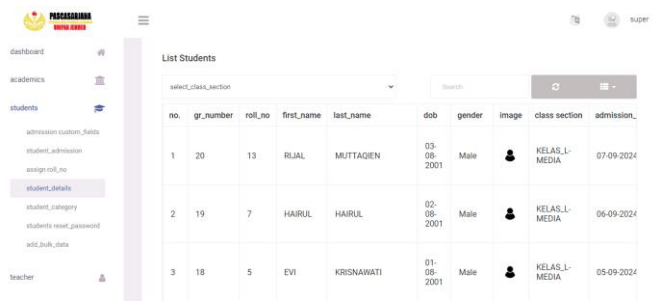 PASCASARJANA
super
dashboard
academics
students
admission custom_fields
student_admission
assign roll_no
student_details
student_category
students reset_password
add_bulk_data
teacher
List Students
select_class_section
Search
no. gr_number roll_no first_name last_name dob gender image class section admission_
1 20 13 RIJAL MUTTAQIEN 03-08-2001 Male KELAS_L-MEDIA 07-09-2024
2 19 7 HAIRUL HAIRUL 02-08-2001 Male KELAS_L-MEDIA 06-09-2024
3 18 5 EVI KRISNAWATI 01-08-2001 Male KELAS_L-MEDIA 05-09-2024